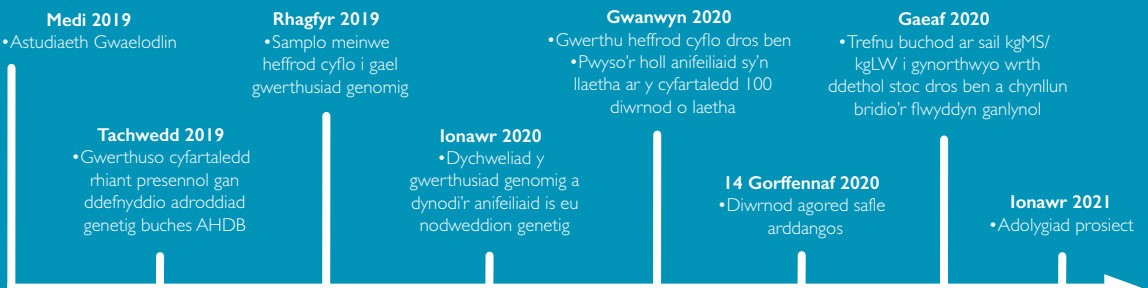 Medi 2019
•Astudiaeth Gwaelodlin
Tachwedd 2019
•Gwerthuso cyfartaledd
rhiant presennol gan
ddefnyddio adroddiad
genetig buches AHDB
Rhagfyr 2019
•Samplo meinwe
heffrod cyflo i gael
gwerthusiad genomig
Ionawr 2020
•Dychweliad y
gwerthusiad genomig a
dynodi'r anifeiliaid is eu
nodweddion genetig
Gwanwyn 2020
•Gwerthu heffrod cyflo dros ben
•Pwyso'r holl anifeiliaid sy'n
llaetha ar y cyfartaledd 100
diwrnod o laetha
14 Gorffennaf 2020
•Diwrnod agored safle
arddangos
Gaeaf 2020
•Trefnu buchod ar sail kgMS/
kgLW i gynorthwyo wrth
ddethol stoc dros ben a chynllun
bridio'r flwyddyn ganlynol
Ionawr 2021
•Adolygiad prosiect